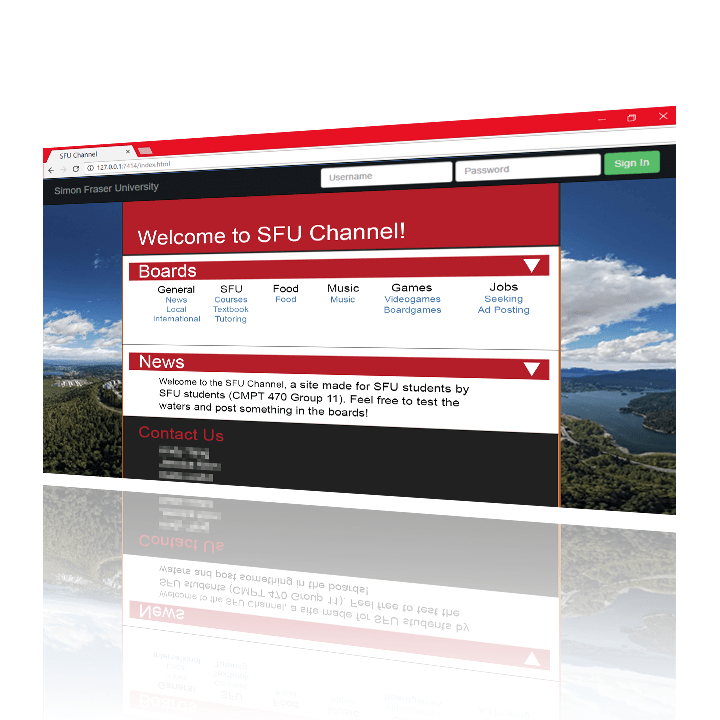 SFU Channel
127.0.0.1:7414/index.html
Simon Fraser University
Username
Password
Sign In
Welcome to SFU Channel!
Boards
General SFU Food Music Games Jobs
News Courses Food Music Videogames Seeking
Local Textbook Boardgames Ad Posting
International Tutoring
News
Welcome to the SFU Channel, a site made for SFU students by
SFU students (CMPT 470 Group 11). Feel free to test the
waters and post something in the boards!
Contact Us